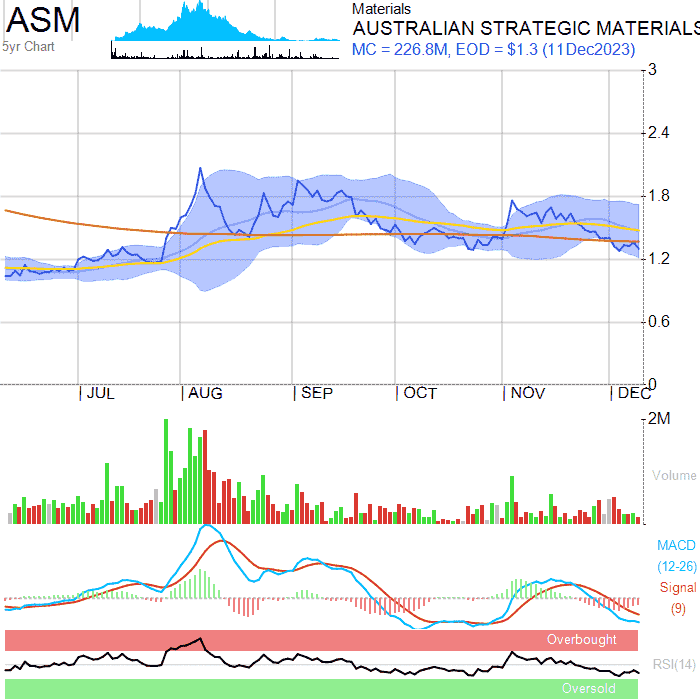 ASM
5yr Chart
Materials
AUSTRALIAN STRATEGIC MATERIALS
MC = 226.8M, EOD = $1.3 (11Dec2023)
3
2.4
1.8
1.2
0.6
0
JUL
AUG
SEP
OCT
NOV
DEC
2M
Volume
MACD
(12-26)
Signal
(9)
Overbought
RSI(14)
Oversold